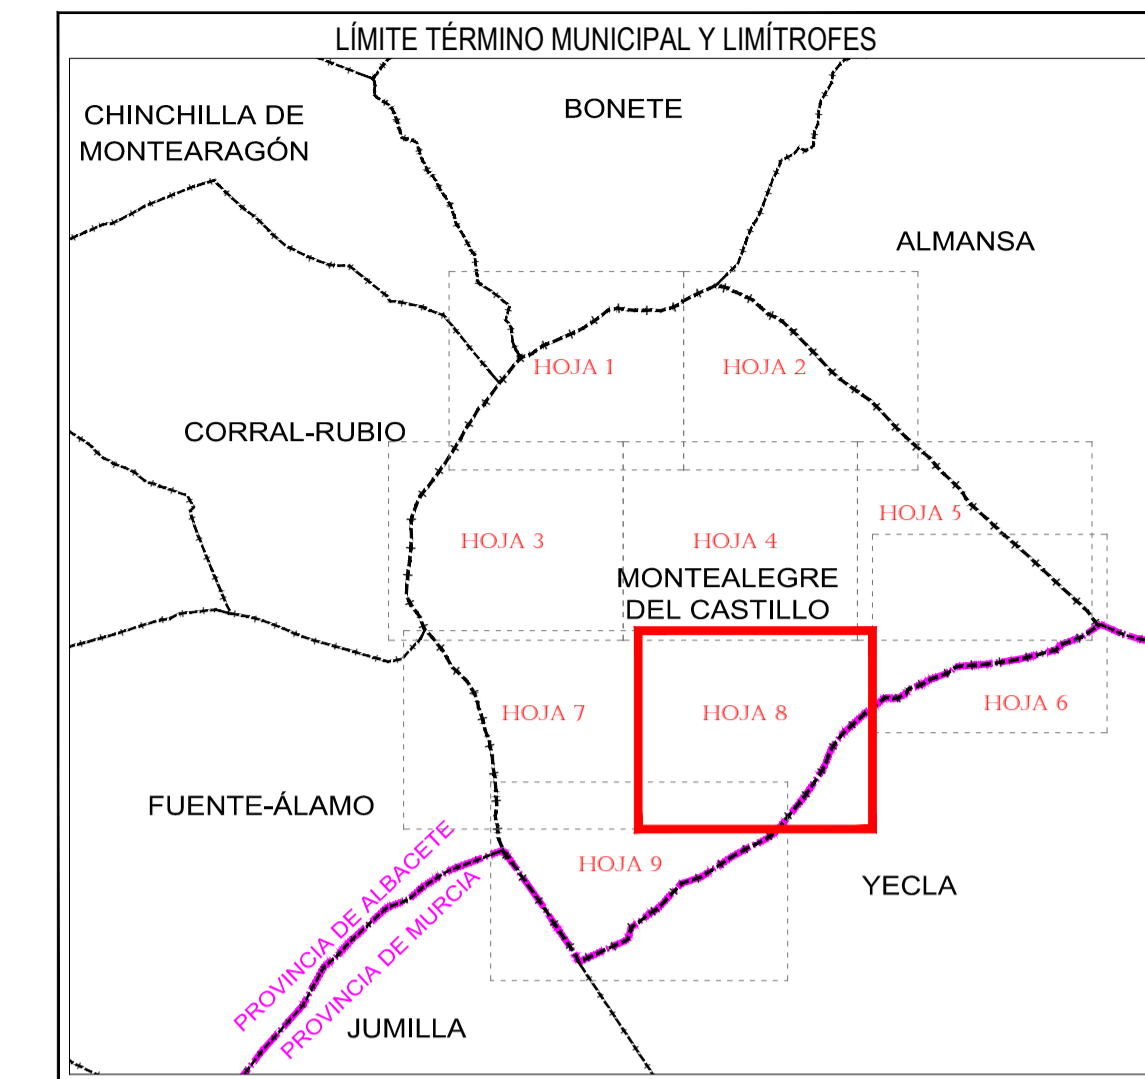 LÍMITE TÉRMINO MUNICIPAL Y LIMÍTROFES
CHINCHILLA DE
MONTEARAGÓN
BONETE
ALMANSA
HOJA 1
HOJA 2
CORRAL-RUBIO
HOJA 3
HOJA 4
HOJA 5
MONTEALEGRE
DEL CASTILLO
HOJA 7
HOJA 8
HOJA 6
FUENTE-ÁLAMO
HOJA 9
YECLA
PROVINCIA DE ALBACETE
PROVINCIA DE MURCIA
JUMILLA